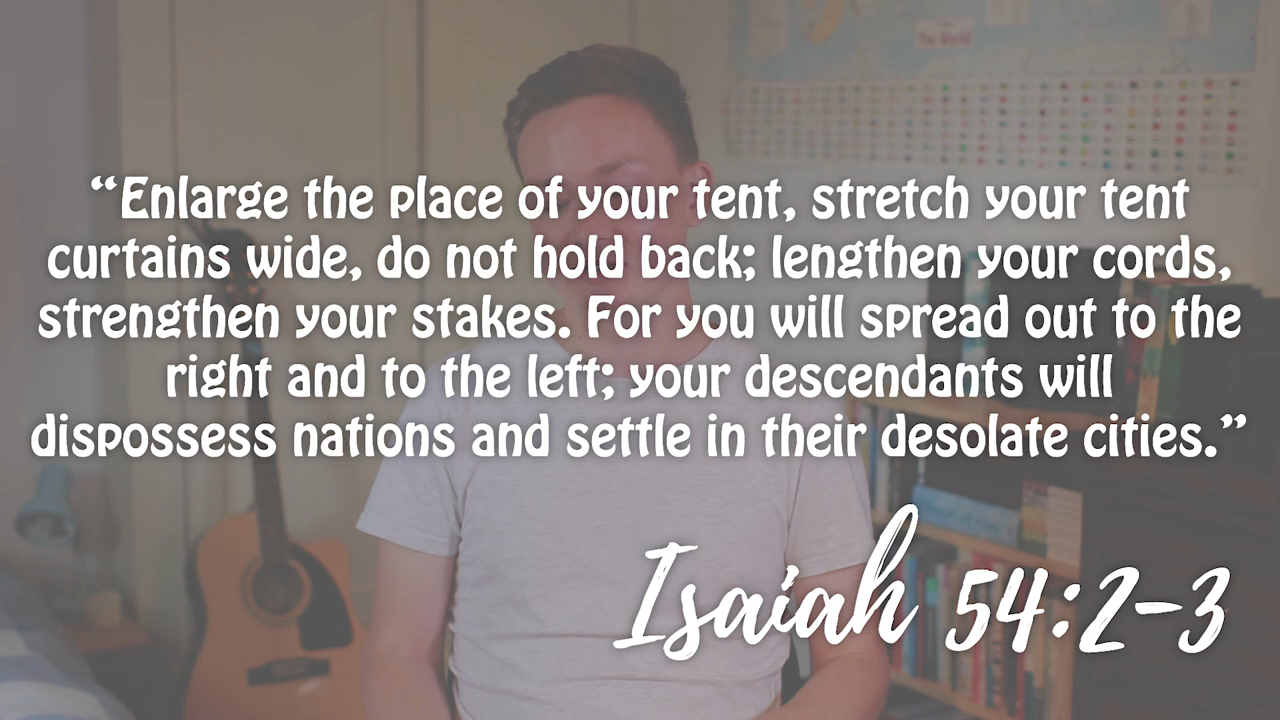 The World
“Enlarge the place of your tent, stretch your tent
curtains wide, do not hold back; lengthen your cords,
strengthen your stakes. For you will spread out to the
right and to the left; your descendants will
dispossess nations and settle in their desolate cities.”
Isaiah 54:2-3